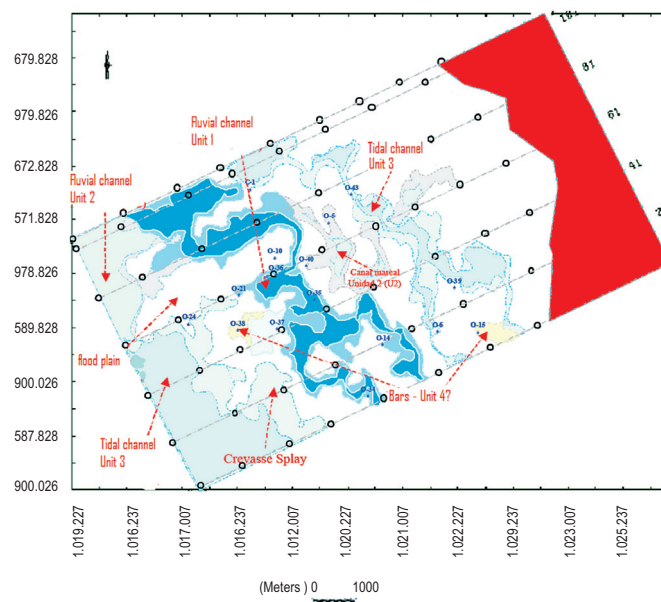 679.828
979.826
672.828
571.828
978.826
589.828
900.026
587.828
900.026
Fluvial channel
Unit 1
Tidal channel
Unit 3
Fluvial channel
Unit 2
O-1
O-43
O-5
O-10
O-36
O-40
Canal mareal
Unidad 2 (U2)
O-21
O-35
O-39
O-24
O-38
O-37
O-14
O-6
O-15
flood plain
Bars - Unit 4?
Tidal channel
Unit 3
Crevasse Splay
101
81
61
41
1.019.227
1.016.237
1.017.007
1.016.237
1.012.007
1.020.227
1.021.007
1.022.227
1.029.237
1.023.007
1.025.237
(Meters ) 0 1000